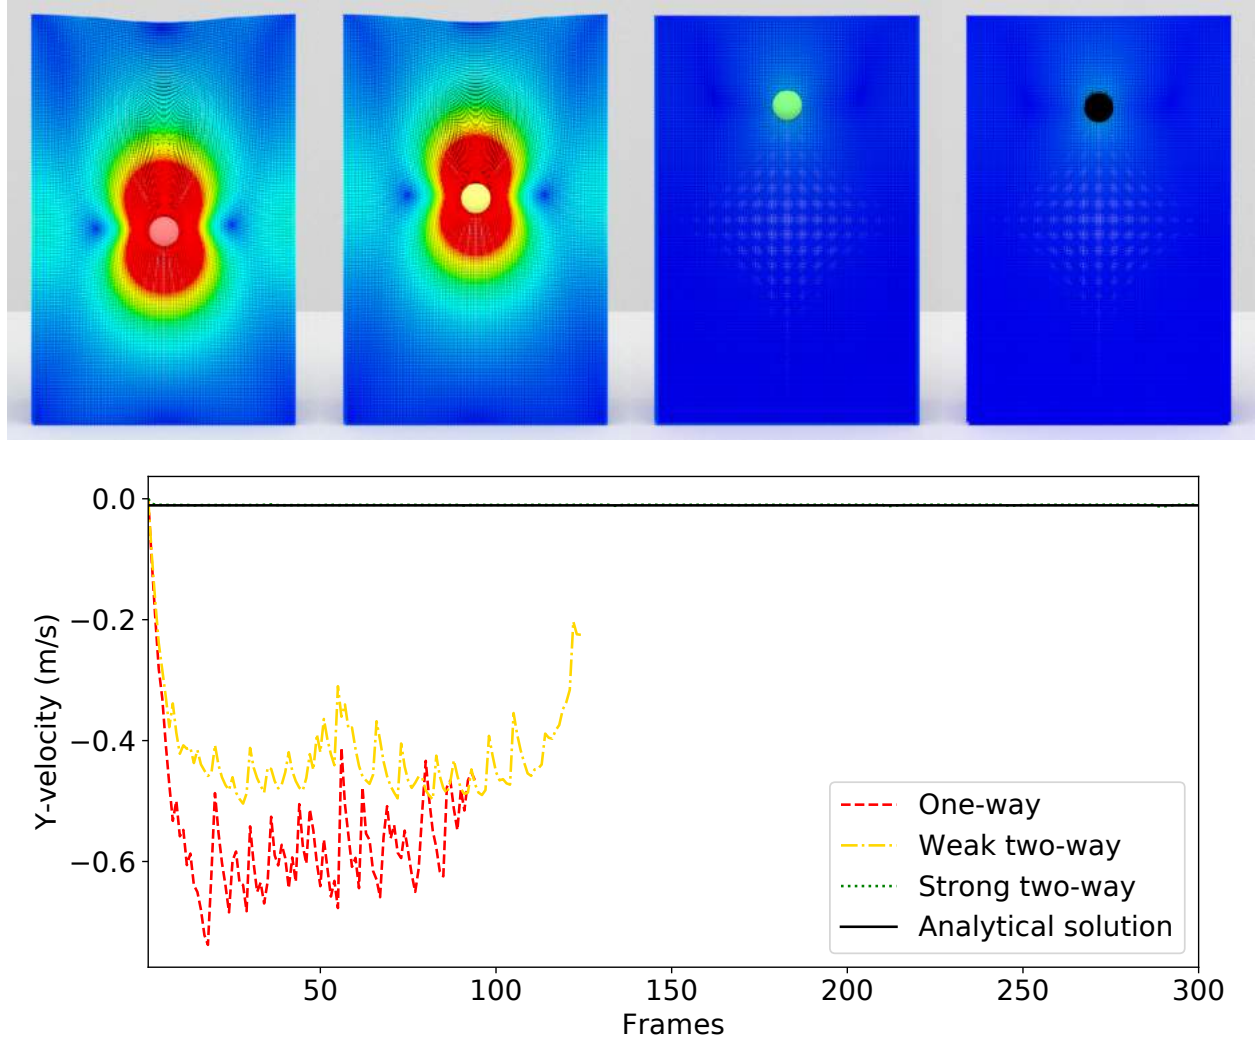 0.0
−0.2
−0.4
−0.6
Y-velocity (m/s)
One-way
Weak two-way
Strong two-way
Analytical solution
50
100
150
200
250
300
Frames